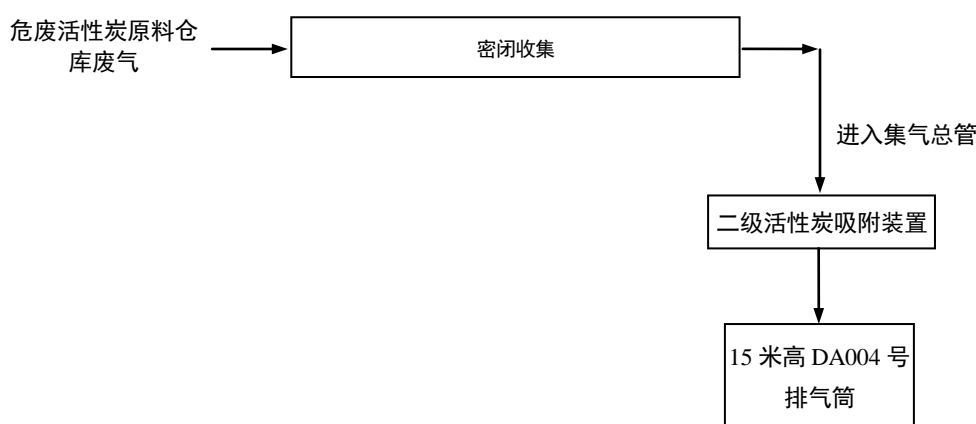 危废活性炭原料仓
库废气
密闭收集
进入集气总管
二级活性炭吸附装置
15 米高 DA004 号
排气筒